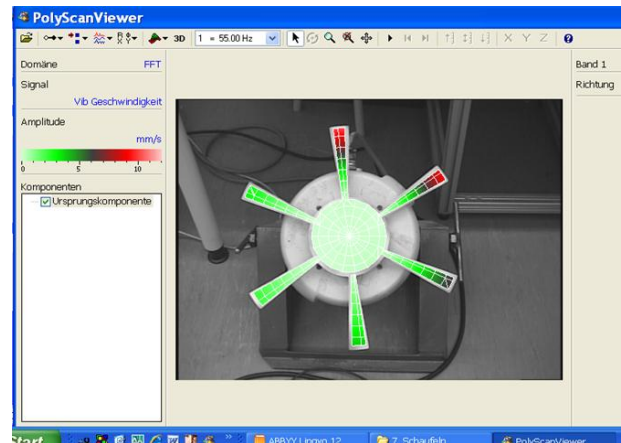 PolyScanViewer
3D 1 = 55.00 Hz X Y Z
Domäne FFT
Signal
Vib Geschwindigkeit
Amplitude
mm/s
0 5 10
Komponenten
Ursprungskomponente
Band 1
Richtung
Start ABBYY Lingvo 12 7_Schaufeln PolyScanViewer